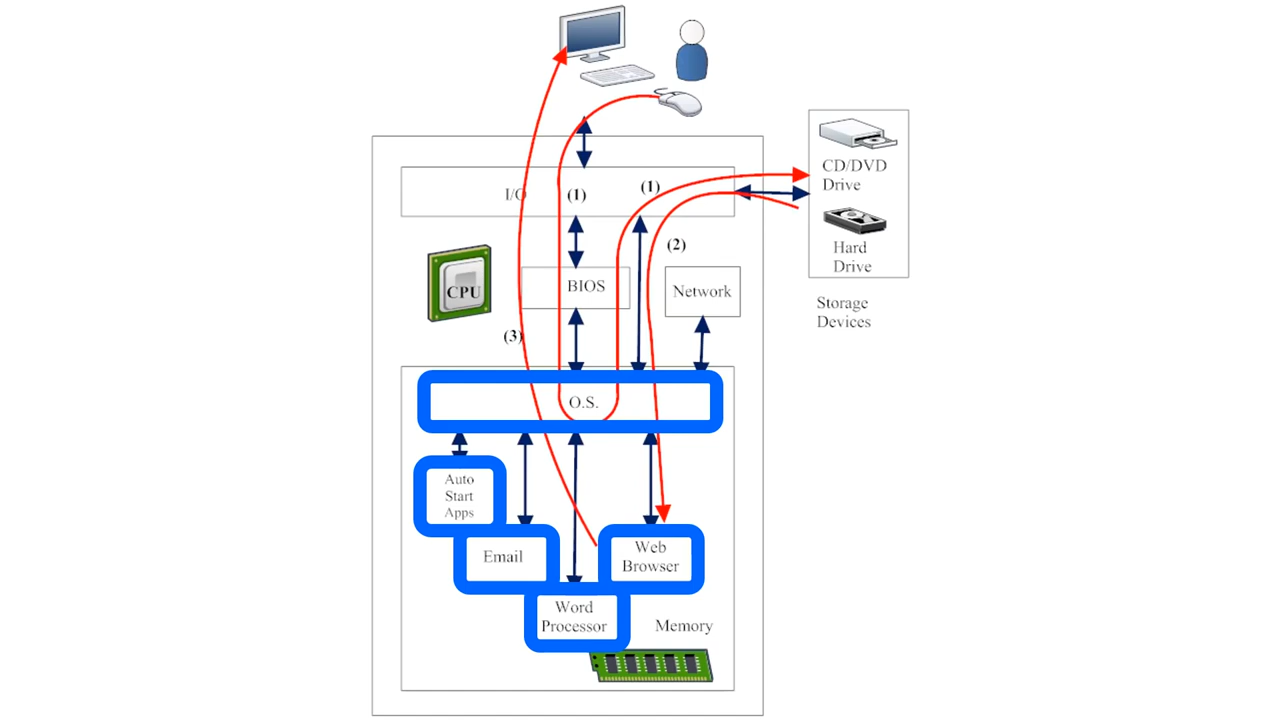 CD/DVD
Drive
I/O
(1)
(1)
Hard
Drive
(2)
CPU
BIOS
Network
Storage
Devices
(3)
O.S.
Auto
Start
Apps
Email
Web
Browser
Word
Processor
Memory